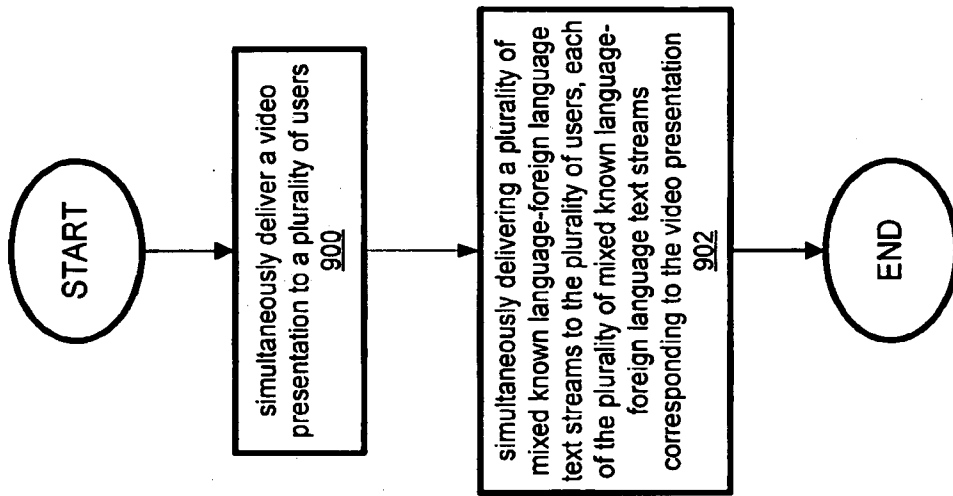 START
simultaneously deliver a video
presentation to a plurality of users
900
simultaneously delivering a plurality of
mixed known language-foreign language
text streams to the plurality of users, each
of the plurality of mixed known language-
foreign language text streams
corresponding to the video presentation
902
END